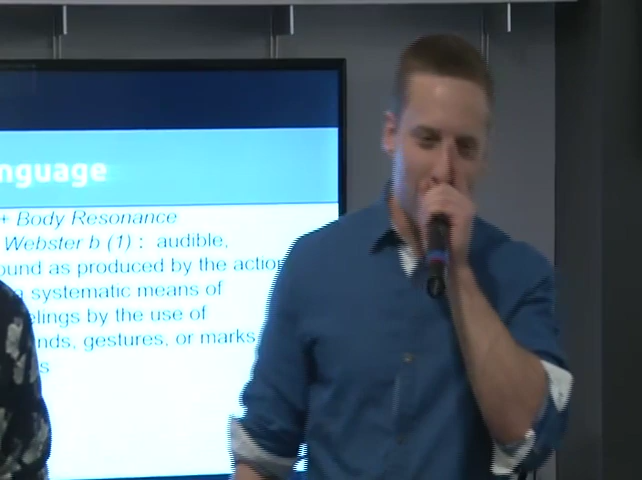 nguage
+ Body Resonance
Webster b (1) : audible,
ound as produced by the action
a systematic means of
elings by the use of
nds, gestures, or marks
s